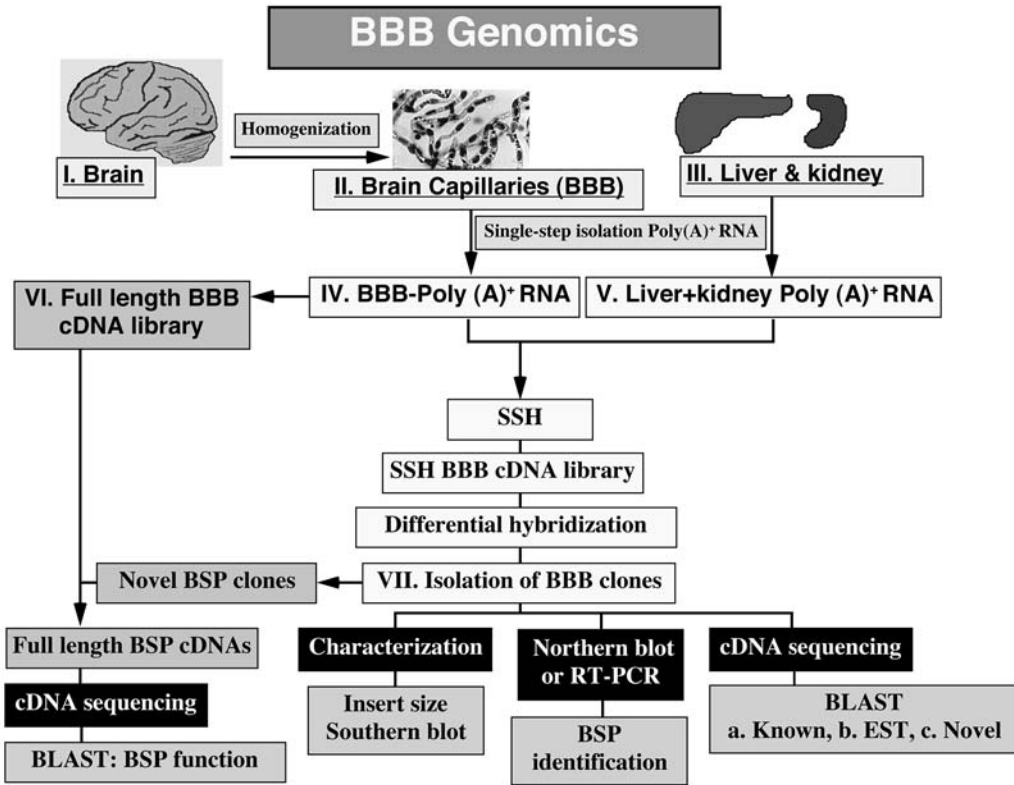 BBB Genomics
Homogenization
I. Brain
II. Brain Capillaries (BBB)
III. Liver & kidney
Single-step isolation Poly(A)+ RNA
VI. Full length BBB
cDNA library
IV. BBB-Poly (A)+ RNA
V. Liver+kidney Poly (A)+ RNA
SSH
SSH BBB cDNA library
Differential hybridization
Novel BSP clones
VII. Isolation of BBB clones
Full length BSP cDNAs
cDNA sequencing
BLAST: BSP function
Characterization
Insert size
Southern blot
Northern blot
or RT-PCR
BSP
identification
cDNA sequencing
BLAST
a. Known, b. EST, c. Novel